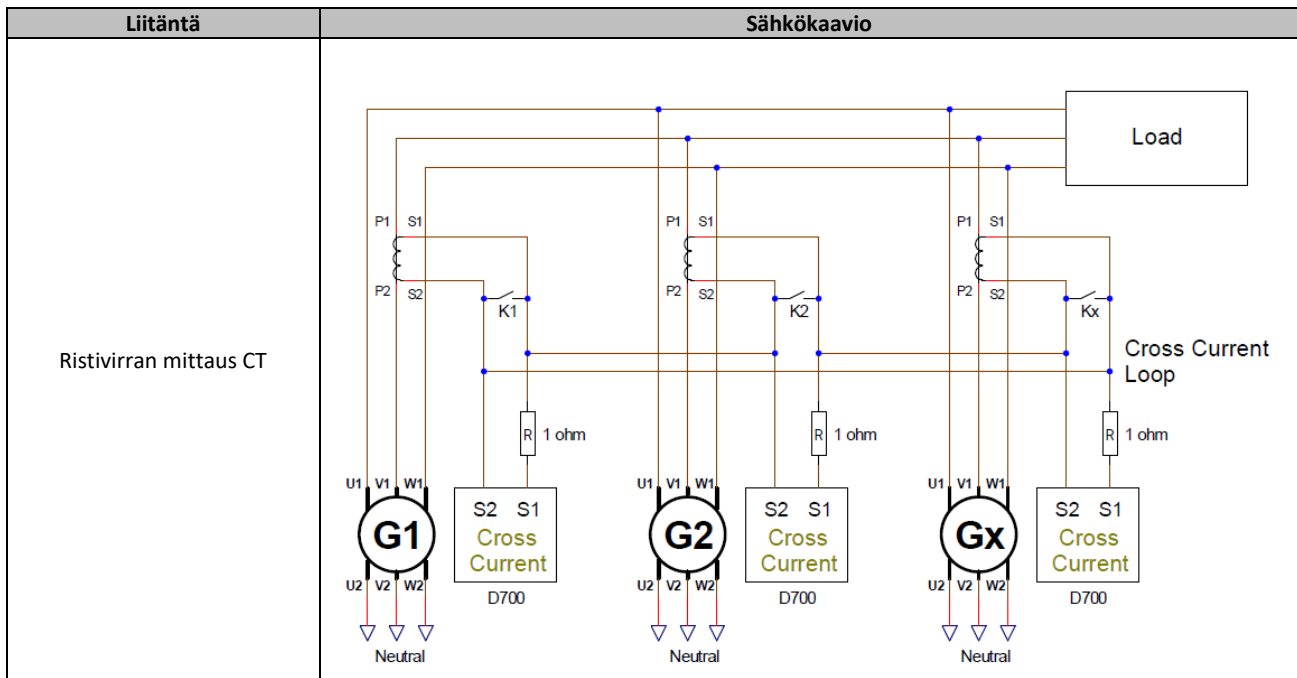 Liitäntä
Sähkökaavio
Ristivirran mittaus CT
Load
P1 S1
P1 S1
P1 S1
P2 S2
P2 S2
P2 S2
K1
K2
Kx
Cross Current
Loop
R 1 ohm
R 1 ohm
R 1 ohm
U1 V1 W1
U1 V1 W1
U1 V1 W1
S2 S1
S2 S1
S2 S1
G1
Cross
Current
G2
Cross
Current
Gx
Cross
Current
U2 V2 W2
U2 V2 W2
U2 V2 W2
D700
D700
D700
Neutral
Neutral
Neutral